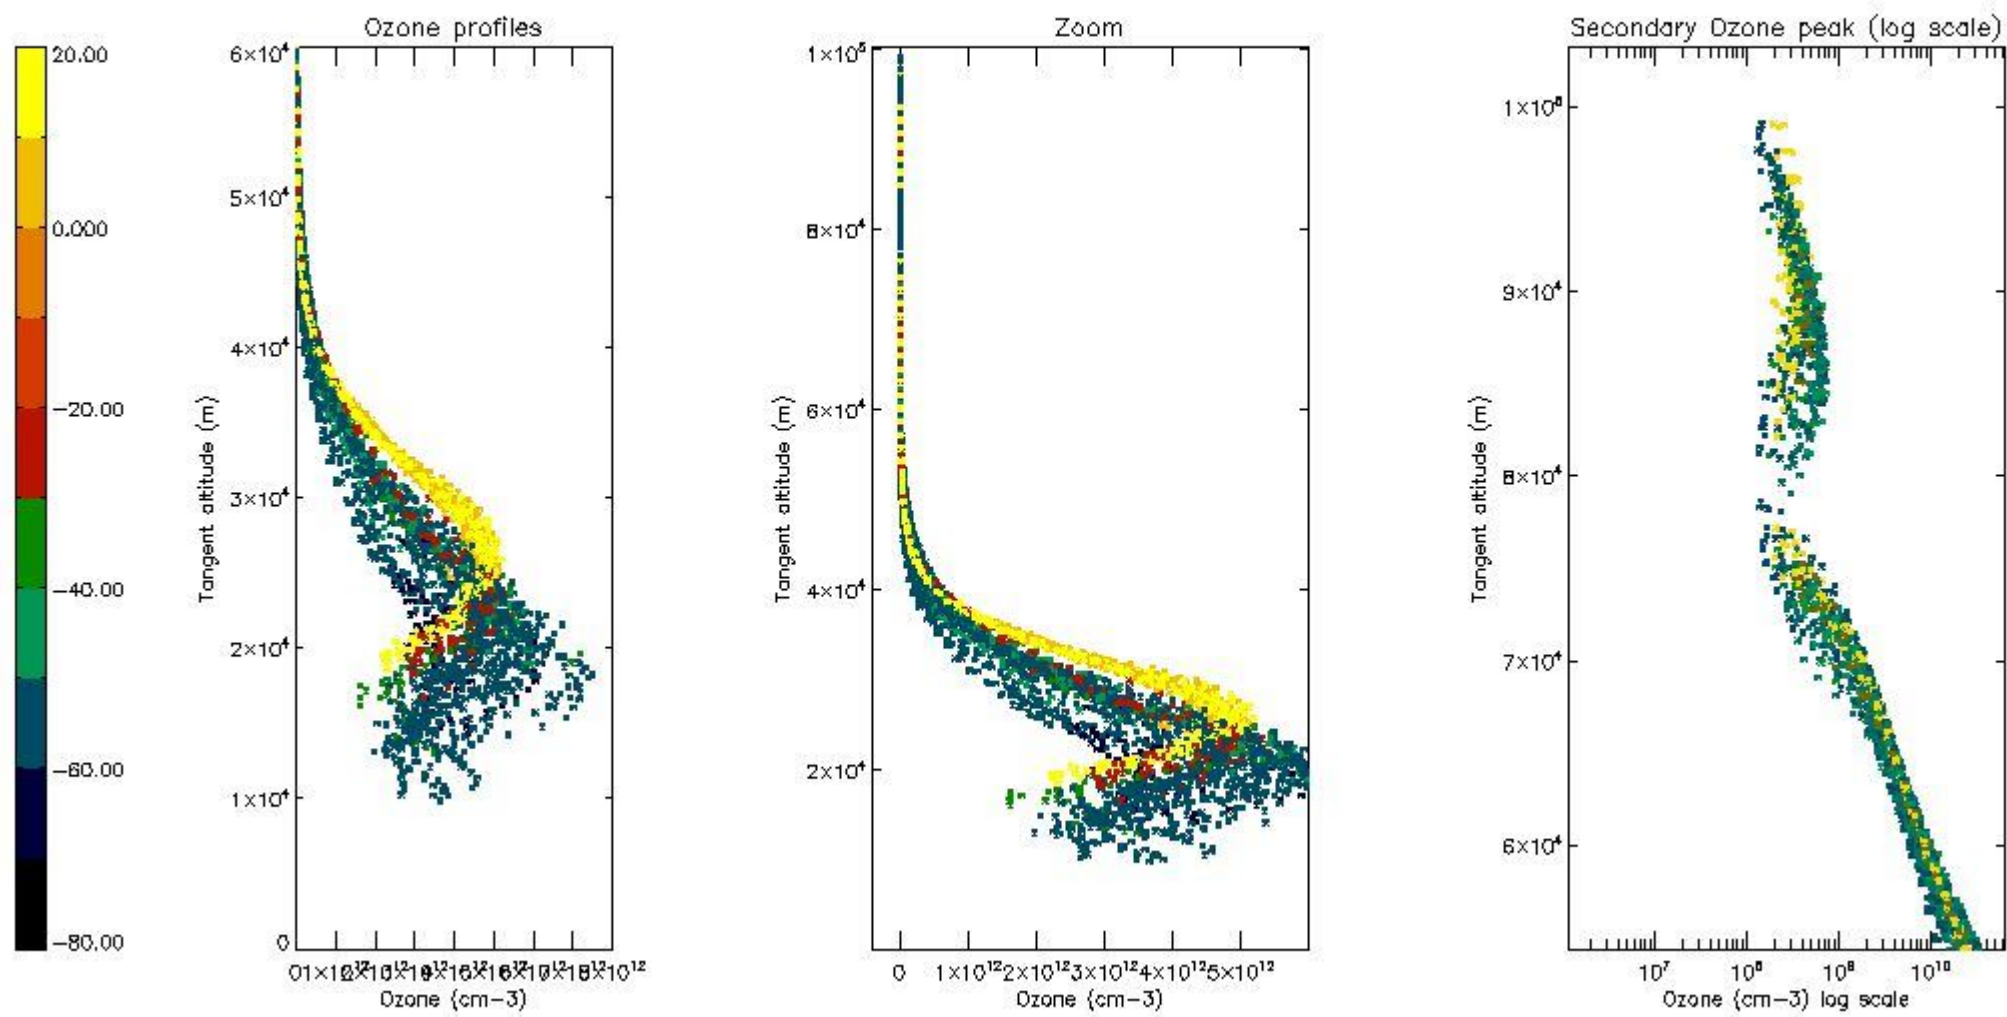 Ozone profiles
Zoom
Secondary Ozone peak (log scale)
20.00
0.000
−20.00
−40.00
−60.00
−80.00
6×10⁴
5×10⁴
4×10⁴
3×10⁴
2×10⁴
1×10⁴
0
Tangent altitude (m)
Ozone (cm−3)
1×10⁵
8×10⁴
6×10⁴
4×10⁴
2×10⁴
Tangent altitude (m)
0 1×10¹² 2×10¹² 3×10¹² 4×10¹² 5×10¹²
Ozone (cm−3)
9×10⁴
8×10⁴
7×10⁴
6×10⁴
Tangent altitude (m)
10⁷ 10⁸ 10⁹ 10¹⁰
Ozone (cm−3) log scale